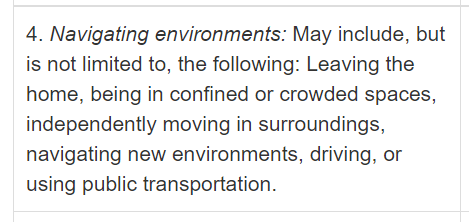 4. Navigating environments: May include, but
is not limited to, the following: Leaving the
home, being in confined or crowded spaces,
independently moving in surroundings,
navigating new environments, driving, or
using public transportation.